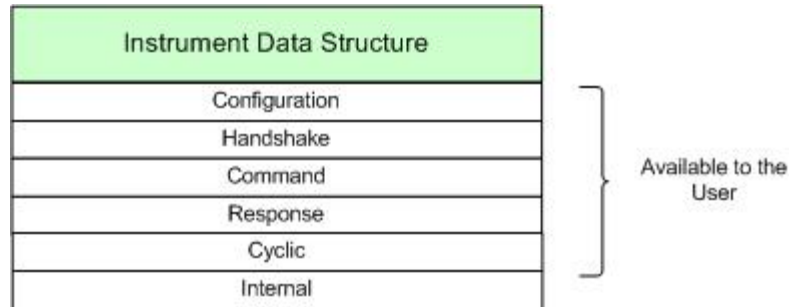 Instrument Data Structure
Configuration
Handshake
Command
Response
Cyclic
Internal
Available to the
User